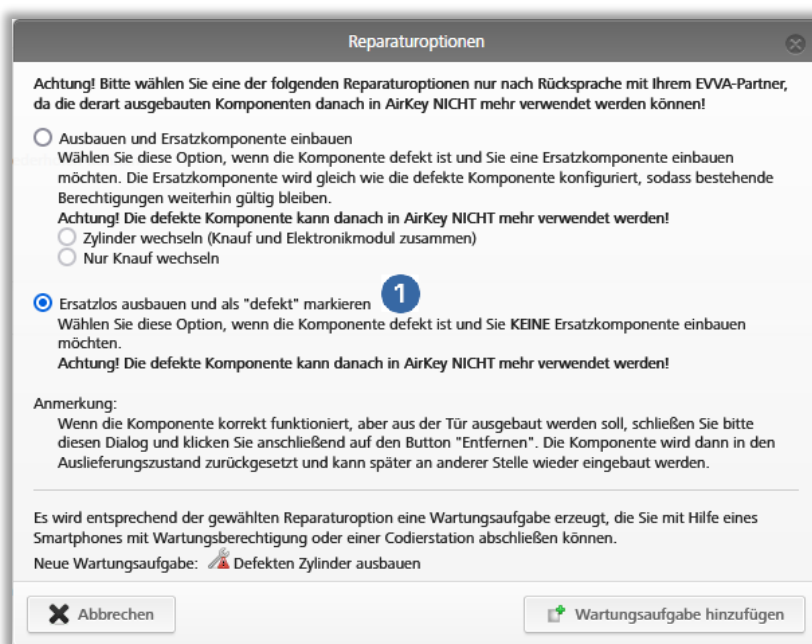 Reparaturoptionen
Achtung! Bitte wählen Sie eine der folgenden Reparaturoptionen nur nach Rücksprache mit Ihrem EVVA-Partner,
da die derart ausgebauten Komponenten danach in AirKey NICHT mehr verwendet werden können!
Ausbauen und Ersatzkomponente einbauen
Wählen Sie diese Option, wenn die Komponente defekt ist und Sie eine Ersatzkomponente einbauen
möchten. Die Ersatzkomponente wird gleich wie die defekte Komponente konfiguriert, sodass bestehende
Berechtigungen weiterhin gültig bleiben.
Achtung! Die defekte Komponente kann danach in AirKey NICHT mehr verwendet werden!
Zylinder wechseln (Knauf und Elektronikmodul zusammen)
Nur Knauf wechseln
Ersatzlos ausbauen und als "defekt" markieren 1
Wählen Sie diese Option, wenn die Komponente defekt ist und Sie KEINE Ersatzkomponente einbauen
möchten.
Achtung! Die defekte Komponente kann danach in AirKey NICHT mehr verwendet werden!
Anmerkung:
Wenn die Komponente korrekt funktioniert, aber aus der Tür ausgebaut werden soll, schließen Sie bitte
diesen Dialog und klicken Sie anschließend auf den Button "Entfernen". Die Komponente wird dann in den
Auslieferungszustand zurückgesetzt und kann später an anderer Stelle wieder eingebaut werden.
Es wird entsprechend der gewählten Reparaturoption eine Wartungsaufgabe erzeugt, die Sie mit Hilfe eines
Smartphones mit Wartungsberechtigung oder einer Codierstation abschließen können.
Neue Wartungsaufgabe: Defekten Zylinder ausbauen
Abbrechen
Wartungsaufgabe hinzufügen